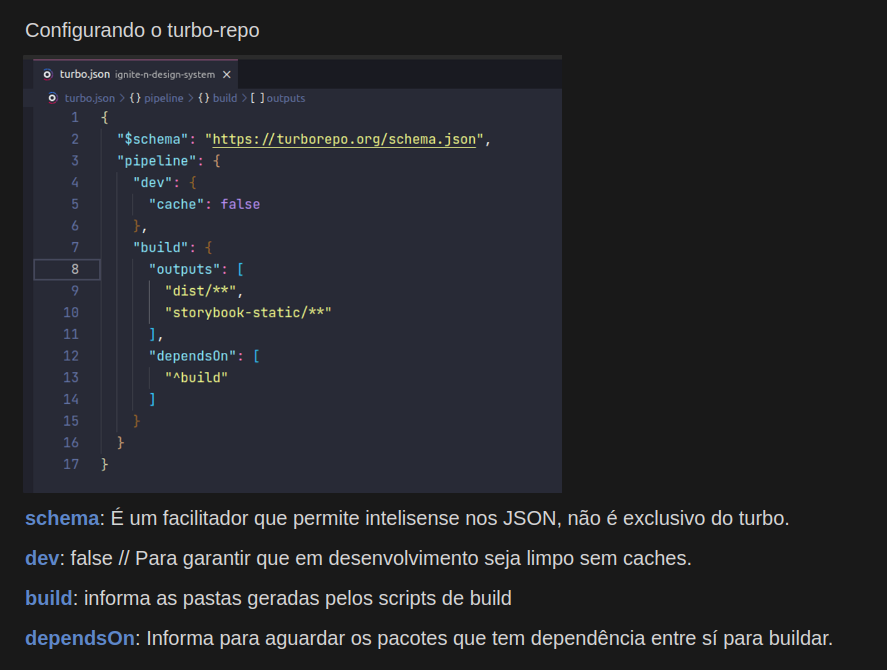 Configurando o turbo-repo
turbo.json ignite-n-design-system ×
turbo.json > {} pipeline > {} build > [ ] outputs
1 {
2 "$schema": "https://turborepo.org/schema.json",
3 "pipeline": {
4 "dev": {
5 "cache": false
6 },
7 "build": {
8 "outputs": [
9 "dist/**",
10 "storybook-static/**"
11 ],
12 "dependsOn": [
13 "^build"
14 ]
15 }
16 }
17 }
schema: É um facilitador que permite intelisense nos JSON, não é exclusivo do turbo.
dev: false // Para garantir que em desenvolvimento seja limpo sem caches.
build: informa as pastas geradas pelos scripts de build
dependsOn: Informa para aguardar os pacotes que tem dependência entre sí para buildar.